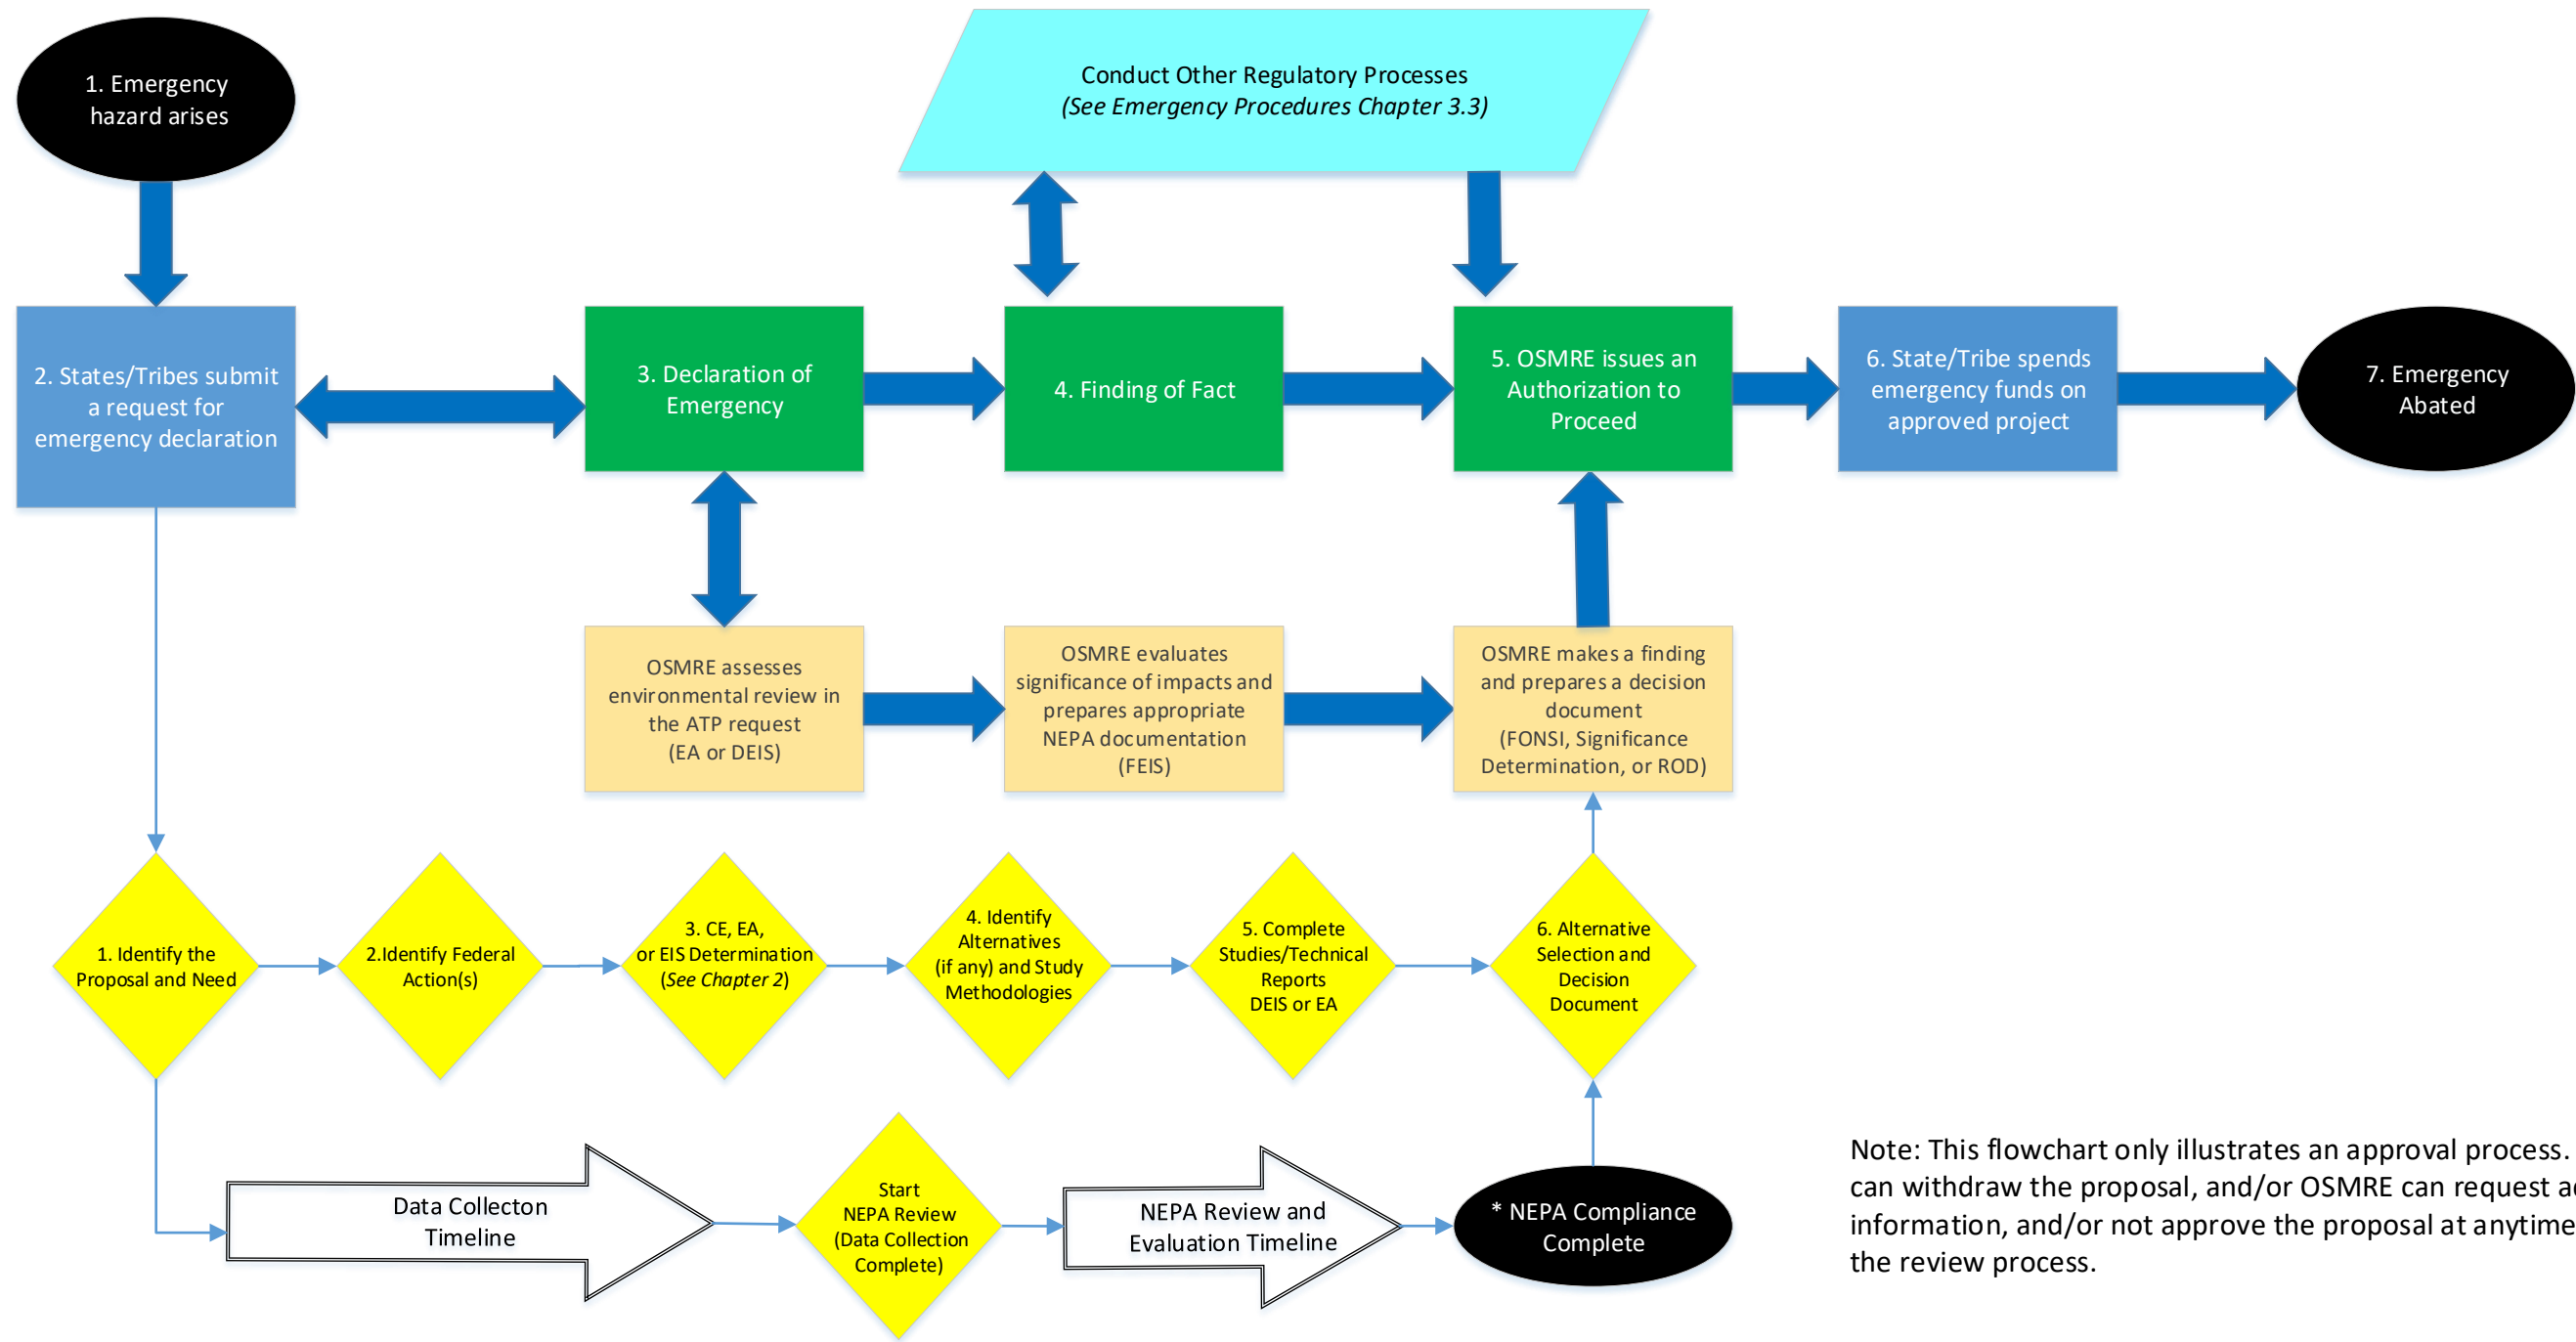 1. Emergency
hazard arises
Conduct Other Regulatory Processes
(See Emergency Procedures Chapter 3.3)
2. States/Tribes submit
a request for
emergency declaration
3. Declaration of
Emergency
4. Finding of Fact
5. OSMRE issues an
Authorization to
Proceed
6. State/Tribe spends
emergency funds on
approved project
7. Emergency
Abated
OSMRE assesses
environmental review in
the ATP request
(EA or DEIS)
OSMRE evaluates
significance of impacts and
prepares appropriate
NEPA documentation
(FEIS)
OSMRE makes a finding
and prepares a decision
document
(FONSI, Significance
Determination, or ROD)
1. Identify the
Proposal and Need
2.Identify Federal
Action(s)
3. CE, EA,
or EIS Determination
(See Chapter 2)
4. Identify
Alternatives
(if any) and Study
Methodologies
5. Complete
Studies/Technical
Reports
DEIS or EA
6. Alternative
Selection and
Decision
Document
Data Collecton
Timeline
Start
NEPA Review
(Data Collection
Complete)
NEPA Review and
Evaluation Timeline
* NEPA Compliance
Complete
Note: This flowchart only illustrates an approval process.
can withdraw the proposal, and/or OSMRE can request
information, and/or not approve the proposal at anytime
the review process.